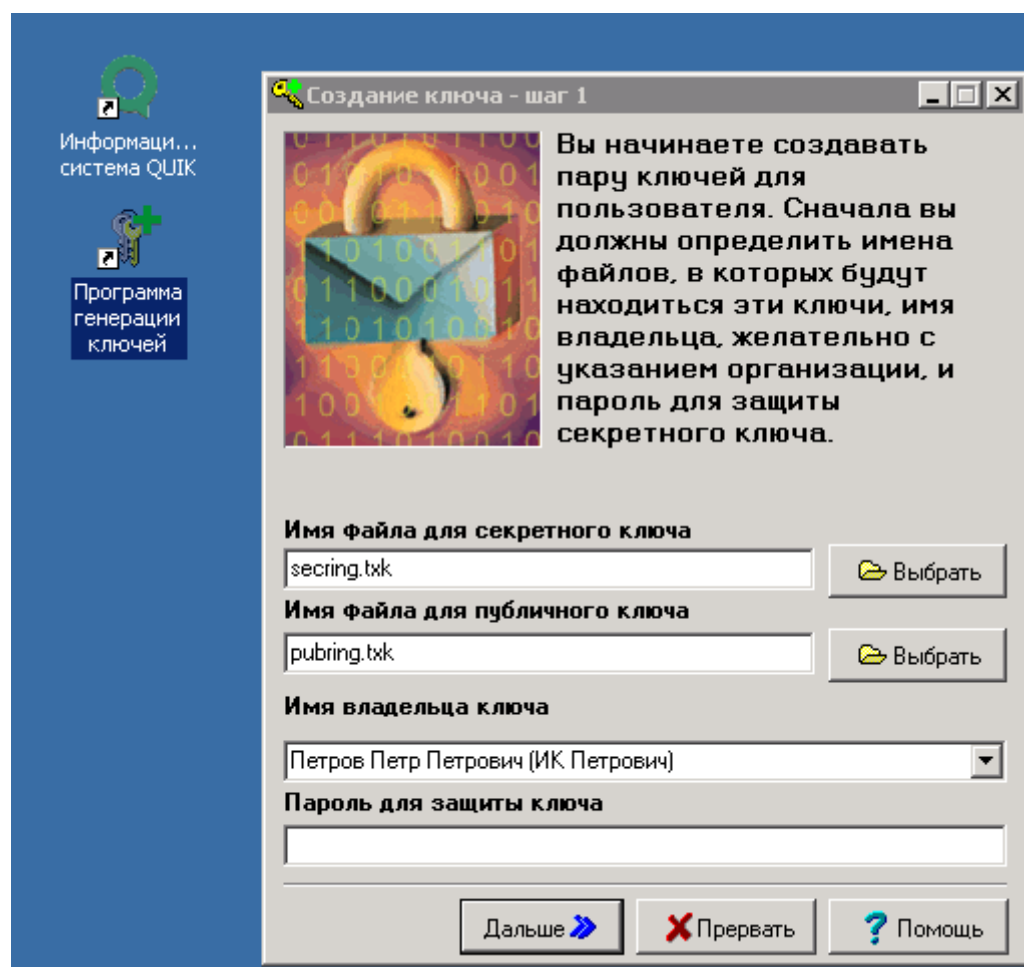 Информаци...
система QUIK
Программа
генерации
ключей
Создание ключа - шаг 1
Вы начинаете создавать
пару ключей для
пользователя. Сначала вы
должны определить имена
файлов, в которых будут
находиться эти ключи, имя
владельца, желательно с
указанием организации, и
пароль для защиты
секретного ключа.
Имя файла для секретного ключа
secring.txk
Выбрать
Имя файла для публичного ключа
pubring.txk
Выбрать
Имя владельца ключа
Петров Петр Петрович (ИК Петрович)
Пароль для защиты ключа
Дальше
Прервать
Помощь